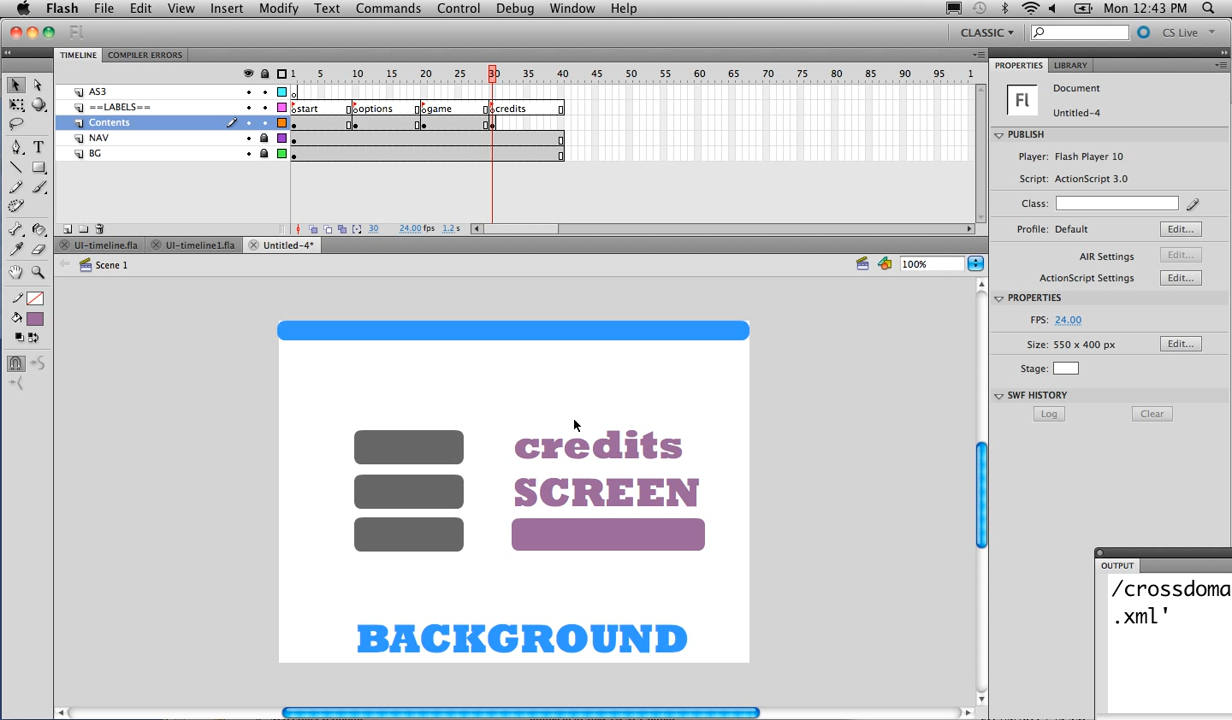 Flash File Edit View Insert Modify Text Commands Control Debug Window Help Mon 12:43 PM
Fl CLASSIC CS Live
TIMELINE COMPILER ERRORS PROPERTIES LIBRARY
1 5 10 15 20 25 30 35 40 45 50 55 60 65 70 75 80 85 90 95 1
AS3
==LABELS== start options game credits
Contents
NAV
BG
30 24.00 fps 1.2 s
UI-timeline.fla UI-timeline1.fla Untitled-4*
Scene 1 100%
T
credits
SCREEN
BACKGROUND
Fl Document
Untitled-4
PUBLISH
Player: Flash Player 10
Script: ActionScript 3.0
Class:
Profile: Default Edit...
AIR Settings Edit...
ActionScript Settings Edit...
PROPERTIES
FPS: 24.00
Size: 550 x 400 px Edit...
Stage:
SWF HISTORY
Log Clear
OUTPUT
/crossdoma
.xml'